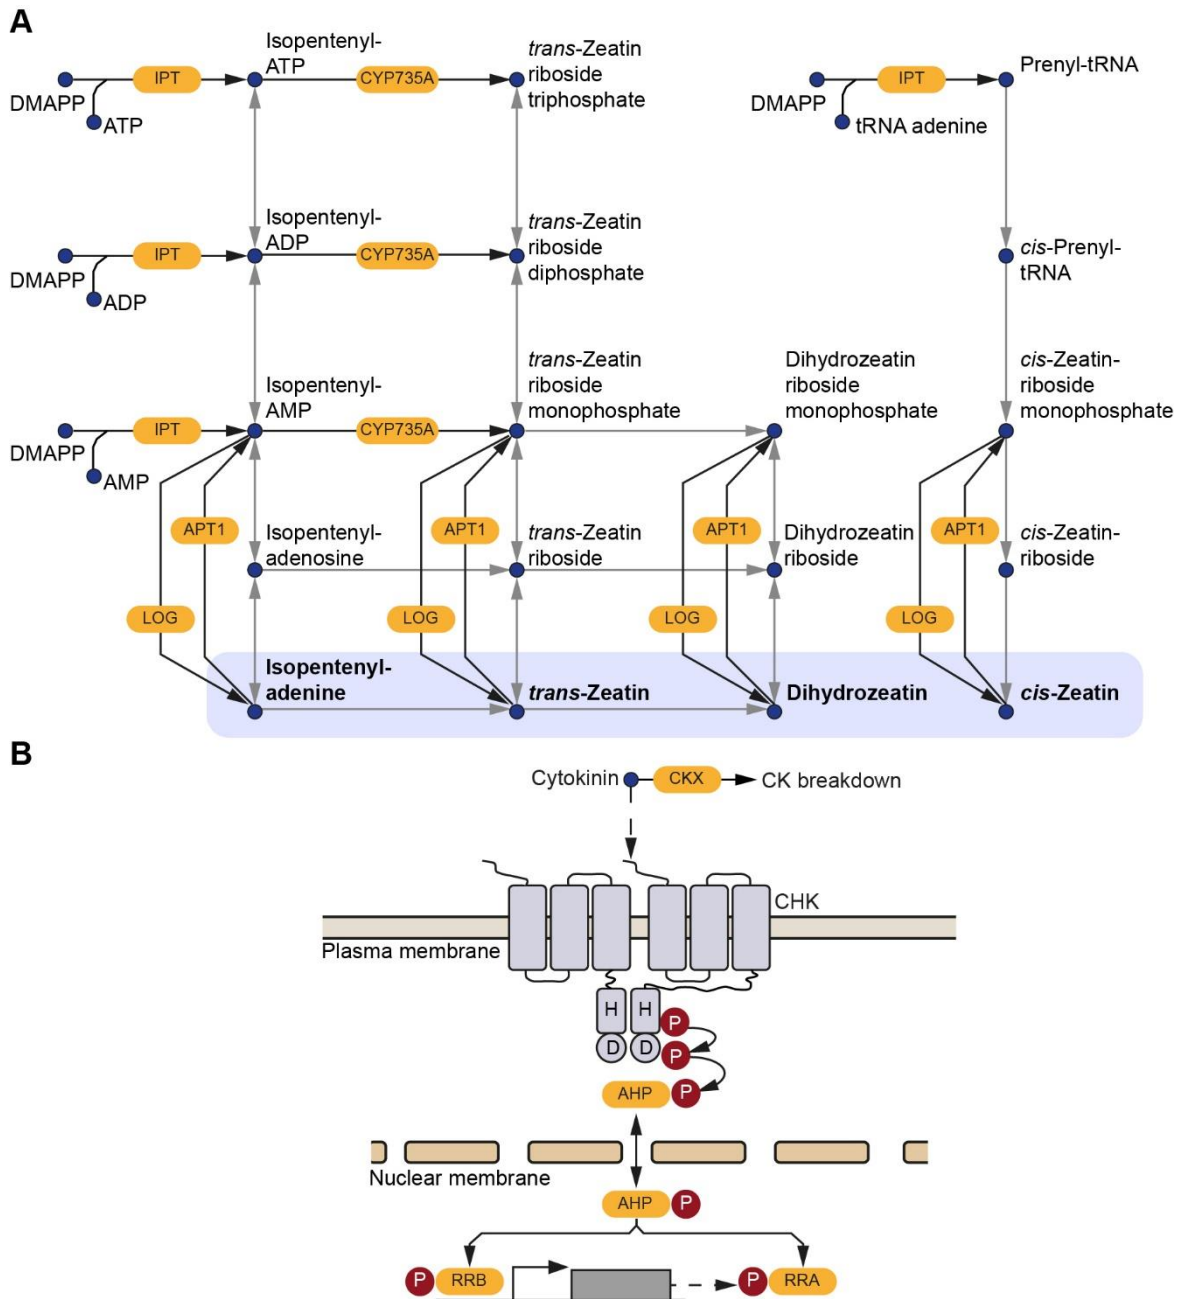 A
Isopentenyl-
ATP
trans-Zeatin
riboside
triphosphate
Prenyl-tRNA
IPT
CYP735A
IPT
DMAPP
ATP
DMAPP
tRNA adenine
Isopentenyl-
ADP
trans-Zeatin
riboside
diphosphate
cis-Prenyl-
tRNA
IPT
CYP735A
DMAPP
ADP
Isopentenyl-
AMP
trans-Zeatin
riboside
monophosphate
Dihydrozeatin
riboside
monophosphate
cis-Zeatin-
riboside
monophosphate
IPT
CYP735A
DMAPP
AMP
APT1
Isopentenyl-
adenosine
APT1
trans-Zeatin
riboside
APT1
Dihydrozeatin
riboside
APT1
cis-Zeatin-
riboside
LOG
LOG
LOG
LOG
Isopentenyl-
adenine
trans-Zeatin
Dihydrozeatin
cis-Zeatin
B
Cytokinin
CKX
CK breakdown
CHK
Plasma membrane
H
H
P
D
D
P
AHP
P
Nuclear membrane
AHP
P
P
RRB
P
RRA